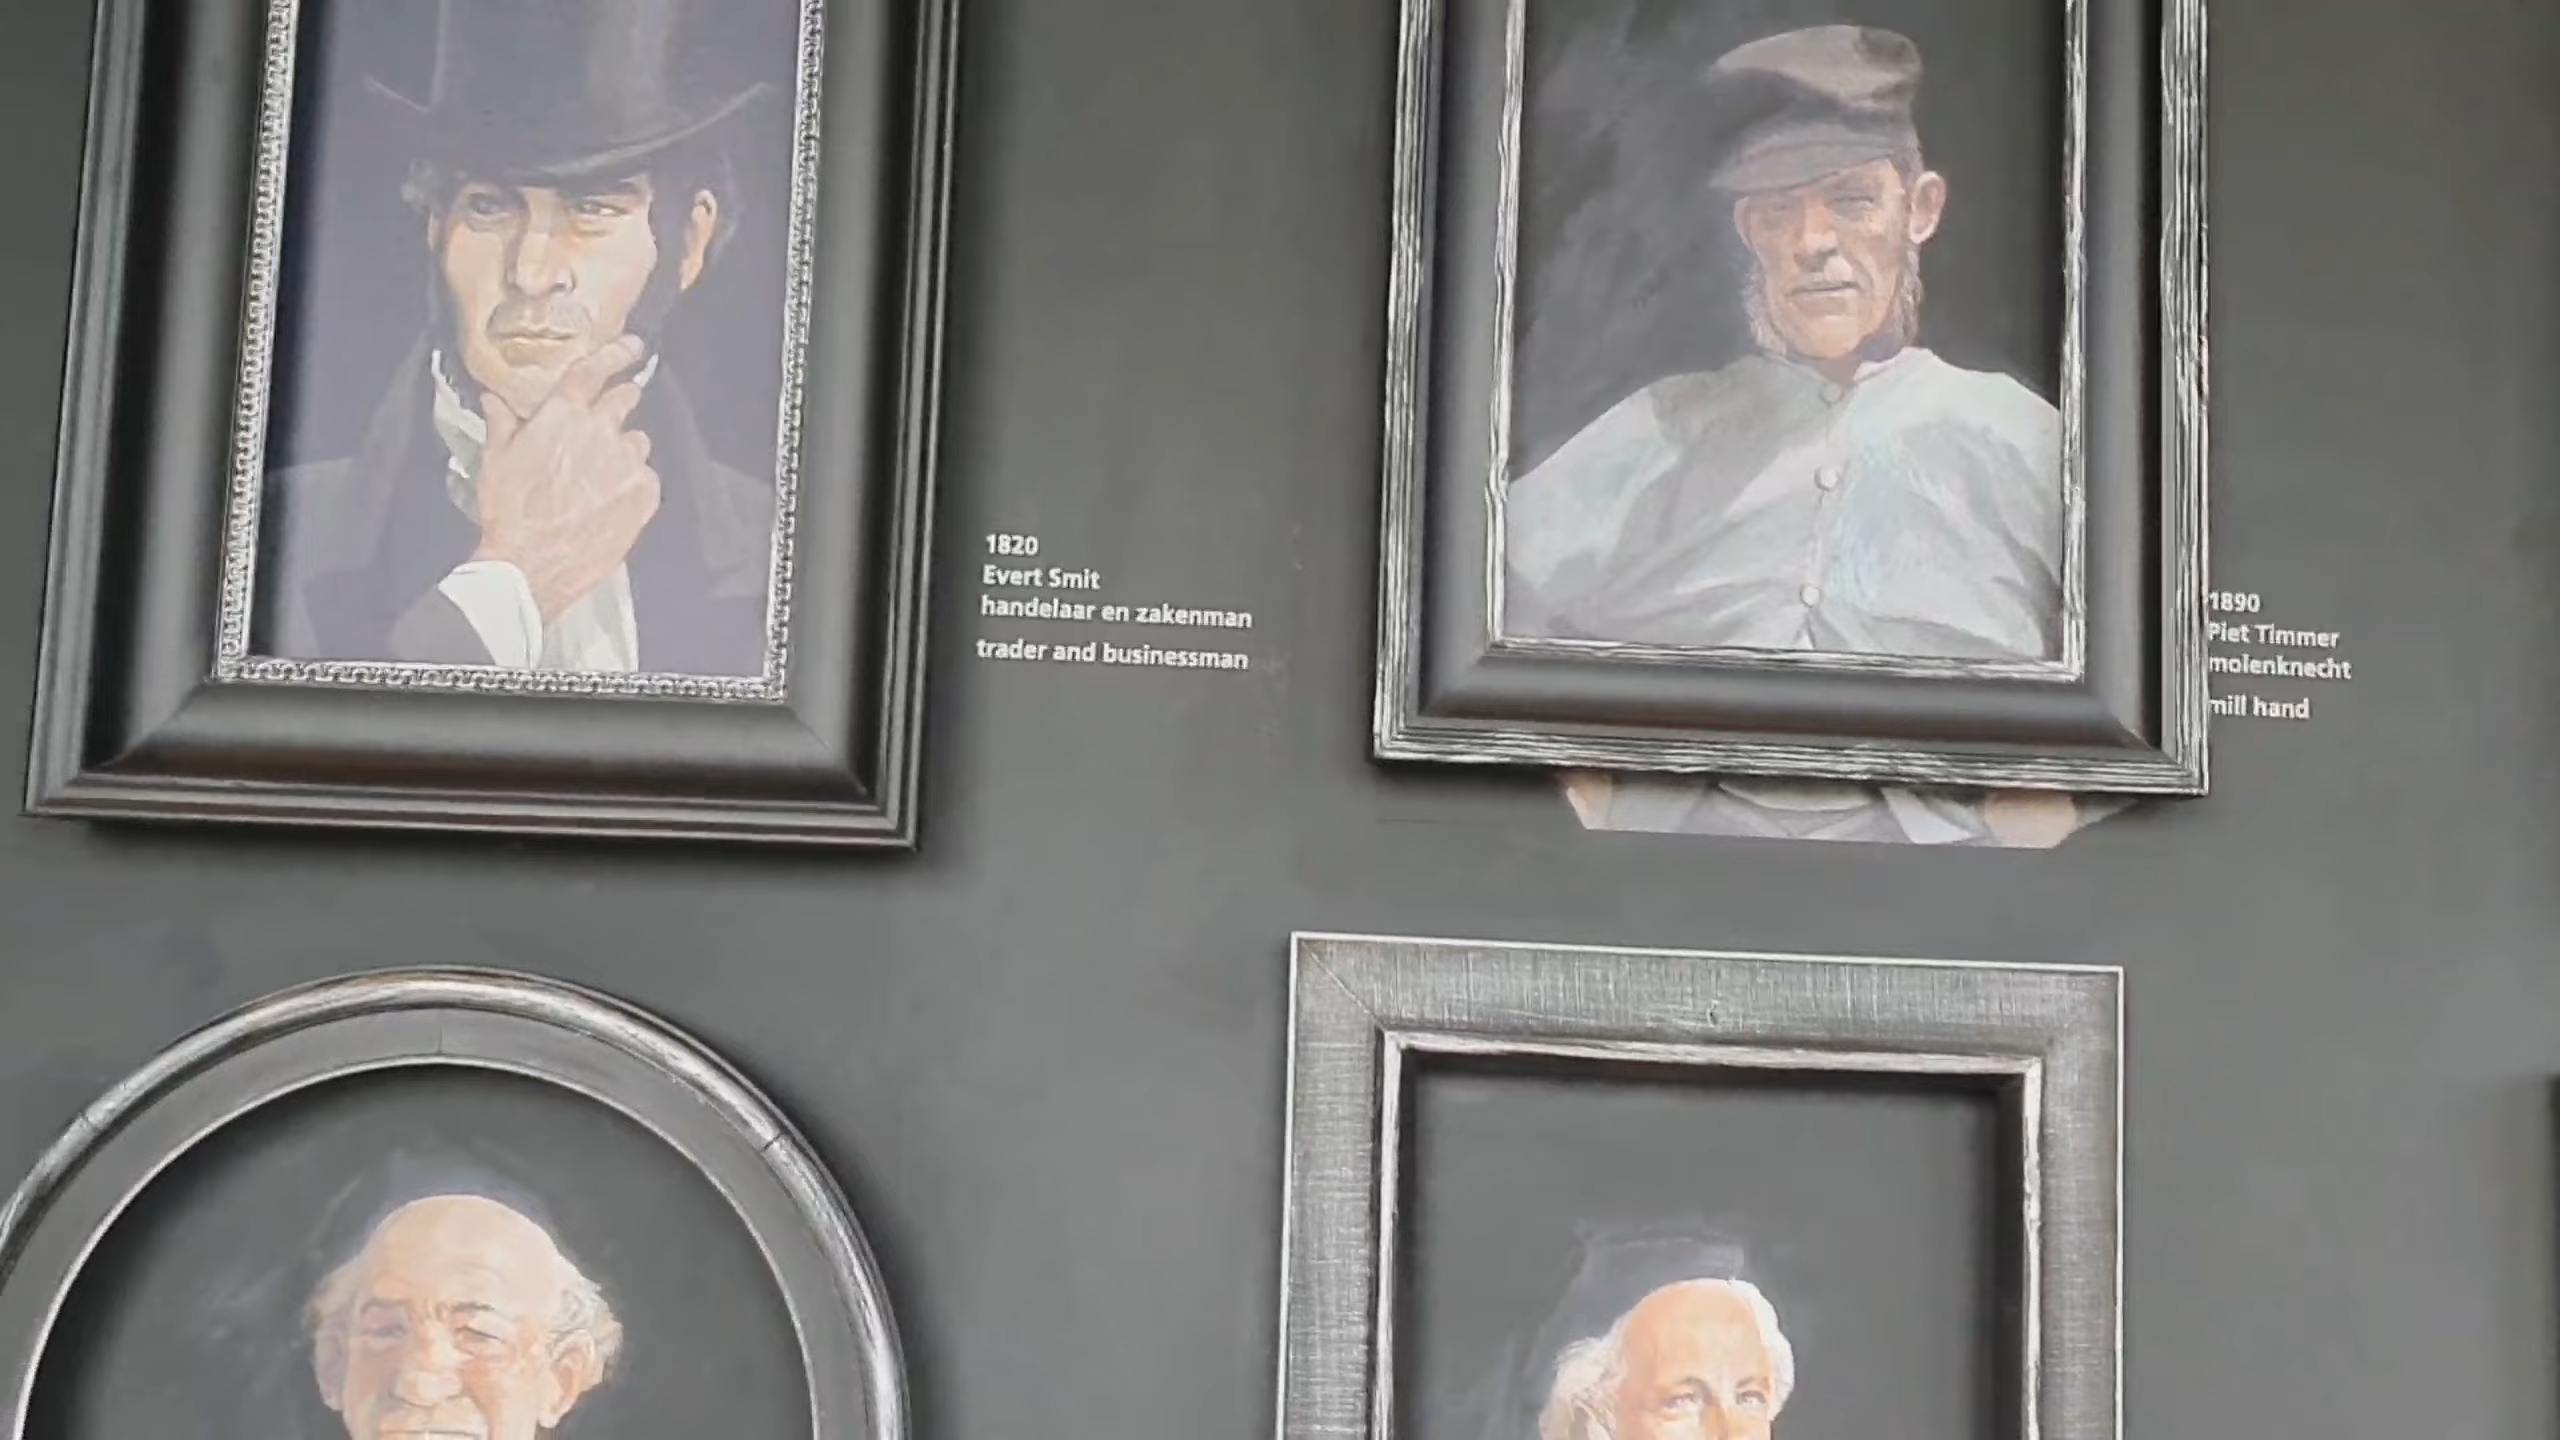 1820
Evert Smit
handelaar en zakenman
trader and businessman
1890
Piet Timmer
molenknecht
mill hand